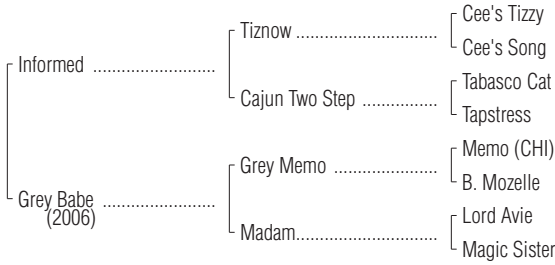 Cee's Tizzy
Tiznow ........................................
Cee's Song
Informed ..............................
Tabasco Cat
Cajun Two Step .....................
Tapstress
Memo (CHI)
Grey Memo .............................
B. Mozelle
Grey Babe ............................
(2006)
Lord Avie
Madam........................................
Magic Sister